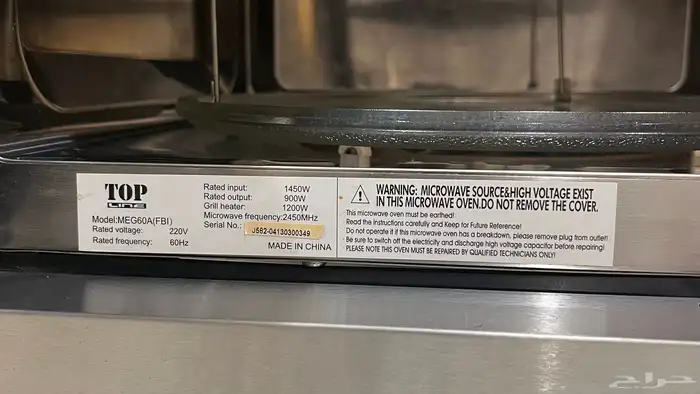 TOP
LINE
Model:MEG60A(FBI)
Rated voltage: 220V
Rated frequency: 60Hz
Rated input: 1450W
Rated output: 900W
Grill heater: 1200W
Microwave frequency:2450MHz
Serial No.: J582-04130300349
MADE IN CHINA
WARNING: MICROWAVE SOURCE&HIGH VOLTAGE EXIST
IN THIS MICROWAVE OVEN.DO NOT REMOVE THE COVER.
This microwave oven must be earthed!
Read the Instructions carefully and Keep for Future Reference!
Do not operate it if this microwave oven has a breakdown, please remove plug from outlet!
Be sure to switch off the electricity and discharge high voltage capacitor before repairing!
PLEASE NOTE THIS OVEN MUST BE REPAIRED BY QUALIFIED TECHNICIANS ONLY!
حراج